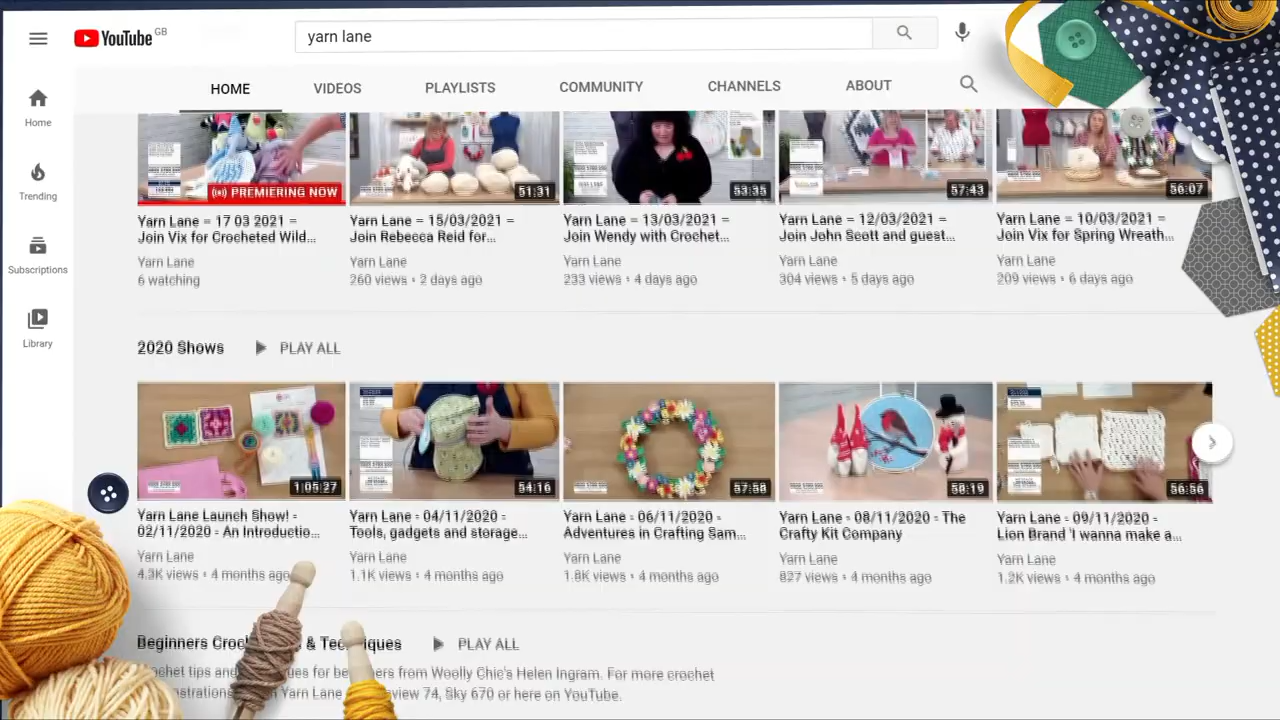 YouTube GB
yarn lane
HOME VIDEOS PLAYLISTS COMMUNITY CHANNELS ABOUT
Home
Trending
Subscriptions
Library
PREMIERING NOW 51:31 53:35 57:43 56:07
Yarn Lane = 17 03 2021 =
Join Vix for Crocheted Wild...
Yarn Lane
6 watching
Yarn Lane = 15/03/2021 =
Join Rebecca Reid for...
Yarn Lane
260 views • 2 days ago
Yarn Lane = 13/03/2021 =
Join Wendy with Crochet...
Yarn Lane
233 views • 4 days ago
Yarn Lane = 12/03/2021 =
Join John Scott and guest...
Yarn Lane
304 views • 5 days ago
Yarn Lane = 10/03/2021 =
Join Vix for Spring Wreath...
Yarn Lane
209 views • 6 days ago
2020 Shows PLAY ALL
1:05:27 54:16 57:58 58:19 56:56
Yarn Lane Launch Show! -
02/11/2020 - An Introductio...
Yarn Lane
4.3K views • 4 months ago
Yarn Lane - 04/11/2020 -
Tools, gadgets and storage...
Yarn Lane
1.1K views • 4 months ago
Yarn Lane - 06/11/2020 -
Adventures in Crafting Sam...
Yarn Lane
1.8K views • 4 months ago
Yarn Lane - 08/11/2020 - The
Crafty Kit Company
Yarn Lane
827 views • 4 months ago
Yarn Lane - 09/11/2020 -
Lion Brand 'I wanna make a...
Yarn Lane
1.2K views • 4 months ago
Beginners Croc & Tec iques PLAY ALL
chet tips and ues for be ners from Woolly Chic's Helen Ingram. For more crochet
nstrations Yarn Lane view 74, Sky 670 or here on YouTube.